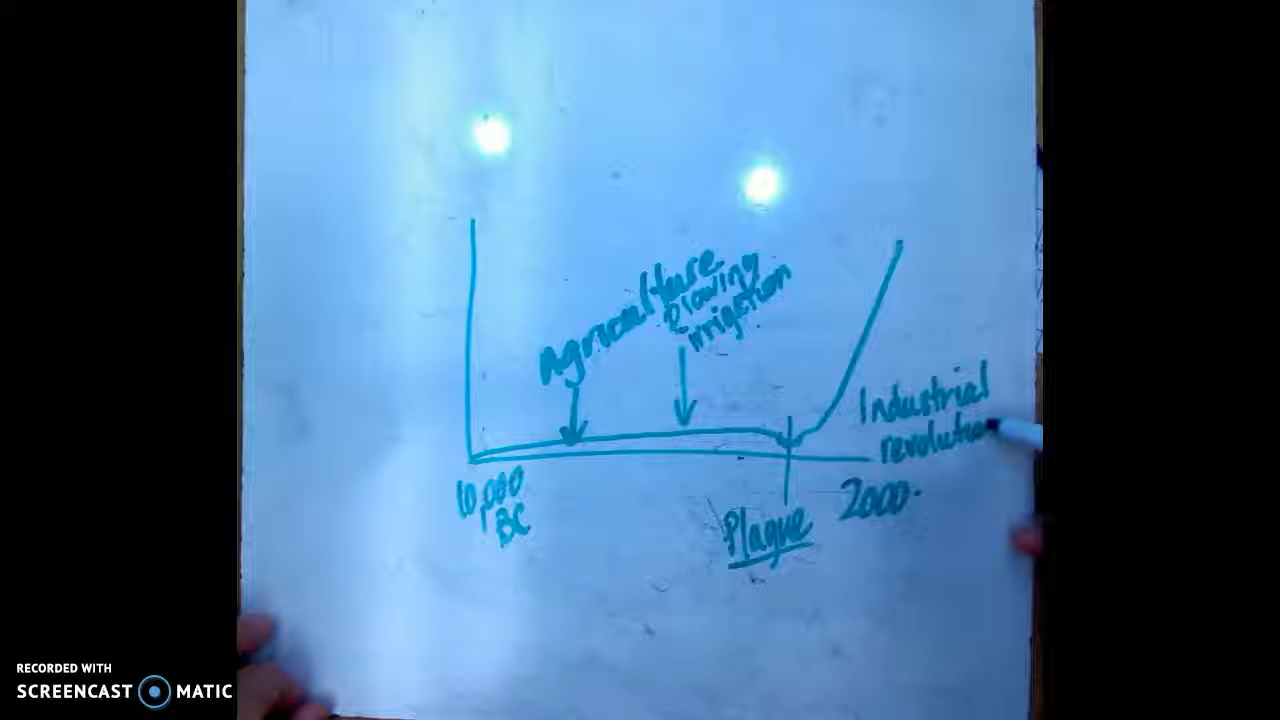 Agriculture
Plowing
irrigation
Industrial
revolution
10,000
BC
Plague
2000.
RECORDED WITH
SCREENCAST MATIC